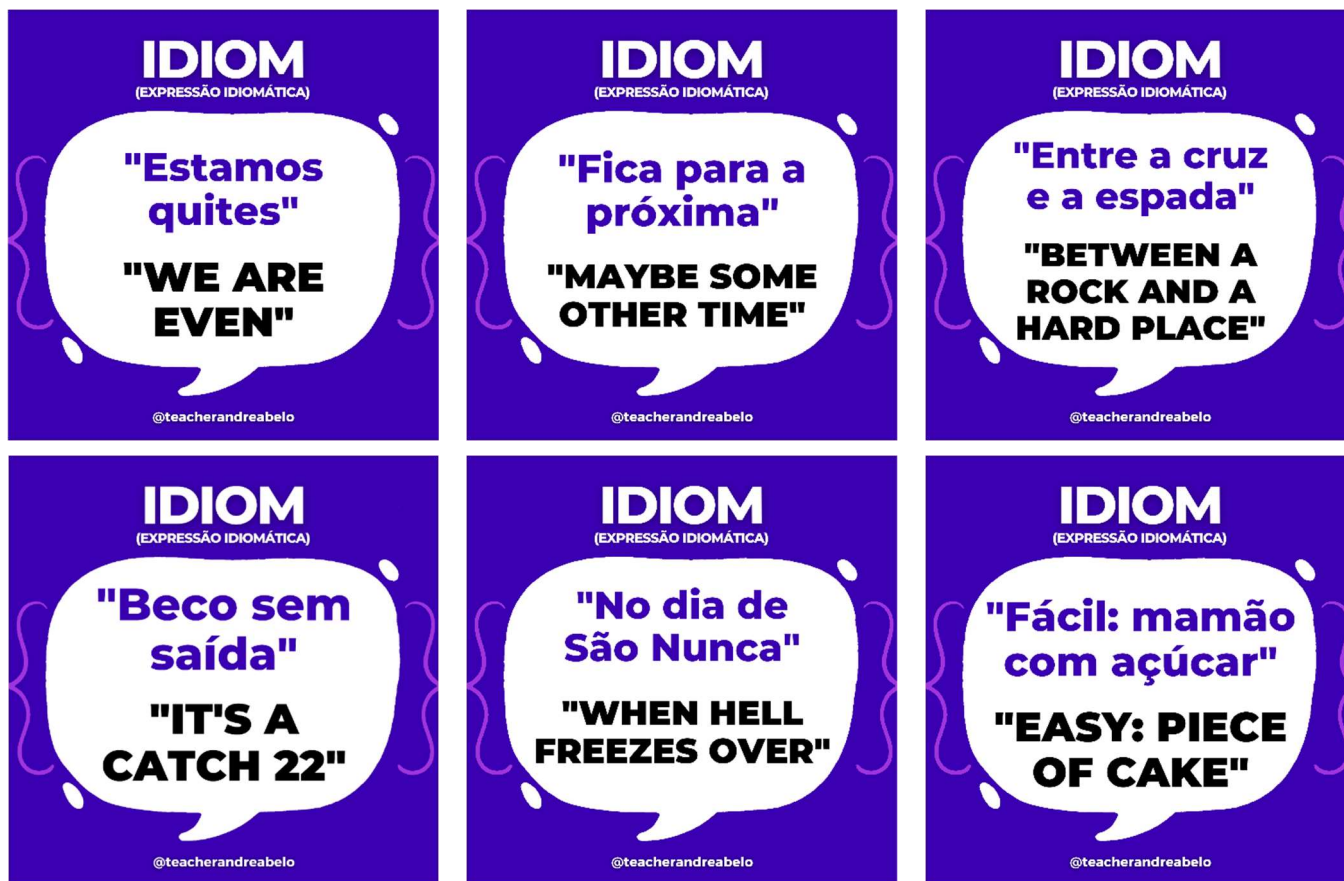 IDIOM
(EXPRESSÃO IDIOMÁTICA)
"Estamos
quites"
"WE ARE
EVEN"
@teacherandreabelo
IDIOM
(EXPRESSÃO IDIOMÁTICA)
"Fica para a
próxima"
"MAYBE SOME
OTHER TIME"
@teacherandreabelo
IDIOM
(EXPRESSÃO IDIOMÁTICA)
"Entre a cruz
e a espada"
"BETWEEN A
ROCK AND A
HARD PLACE"
@teacherandreabelo
IDIOM
(EXPRESSÃO IDIOMÁTICA)
"Beco sem
saída"
"IT'S A
CATCH 22"
@teacherandreabelo
IDIOM
(EXPRESSÃO IDIOMÁTICA)
"No dia de
São Nunca"
"WHEN HELL
FREEZES OVER"
@teacherandreabelo
IDIOM
(EXPRESSÃO IDIOMÁTICA)
"Fácil: mamão
com açúcar"
"EASY: PIECE
OF CAKE"
@teacherandreabelo